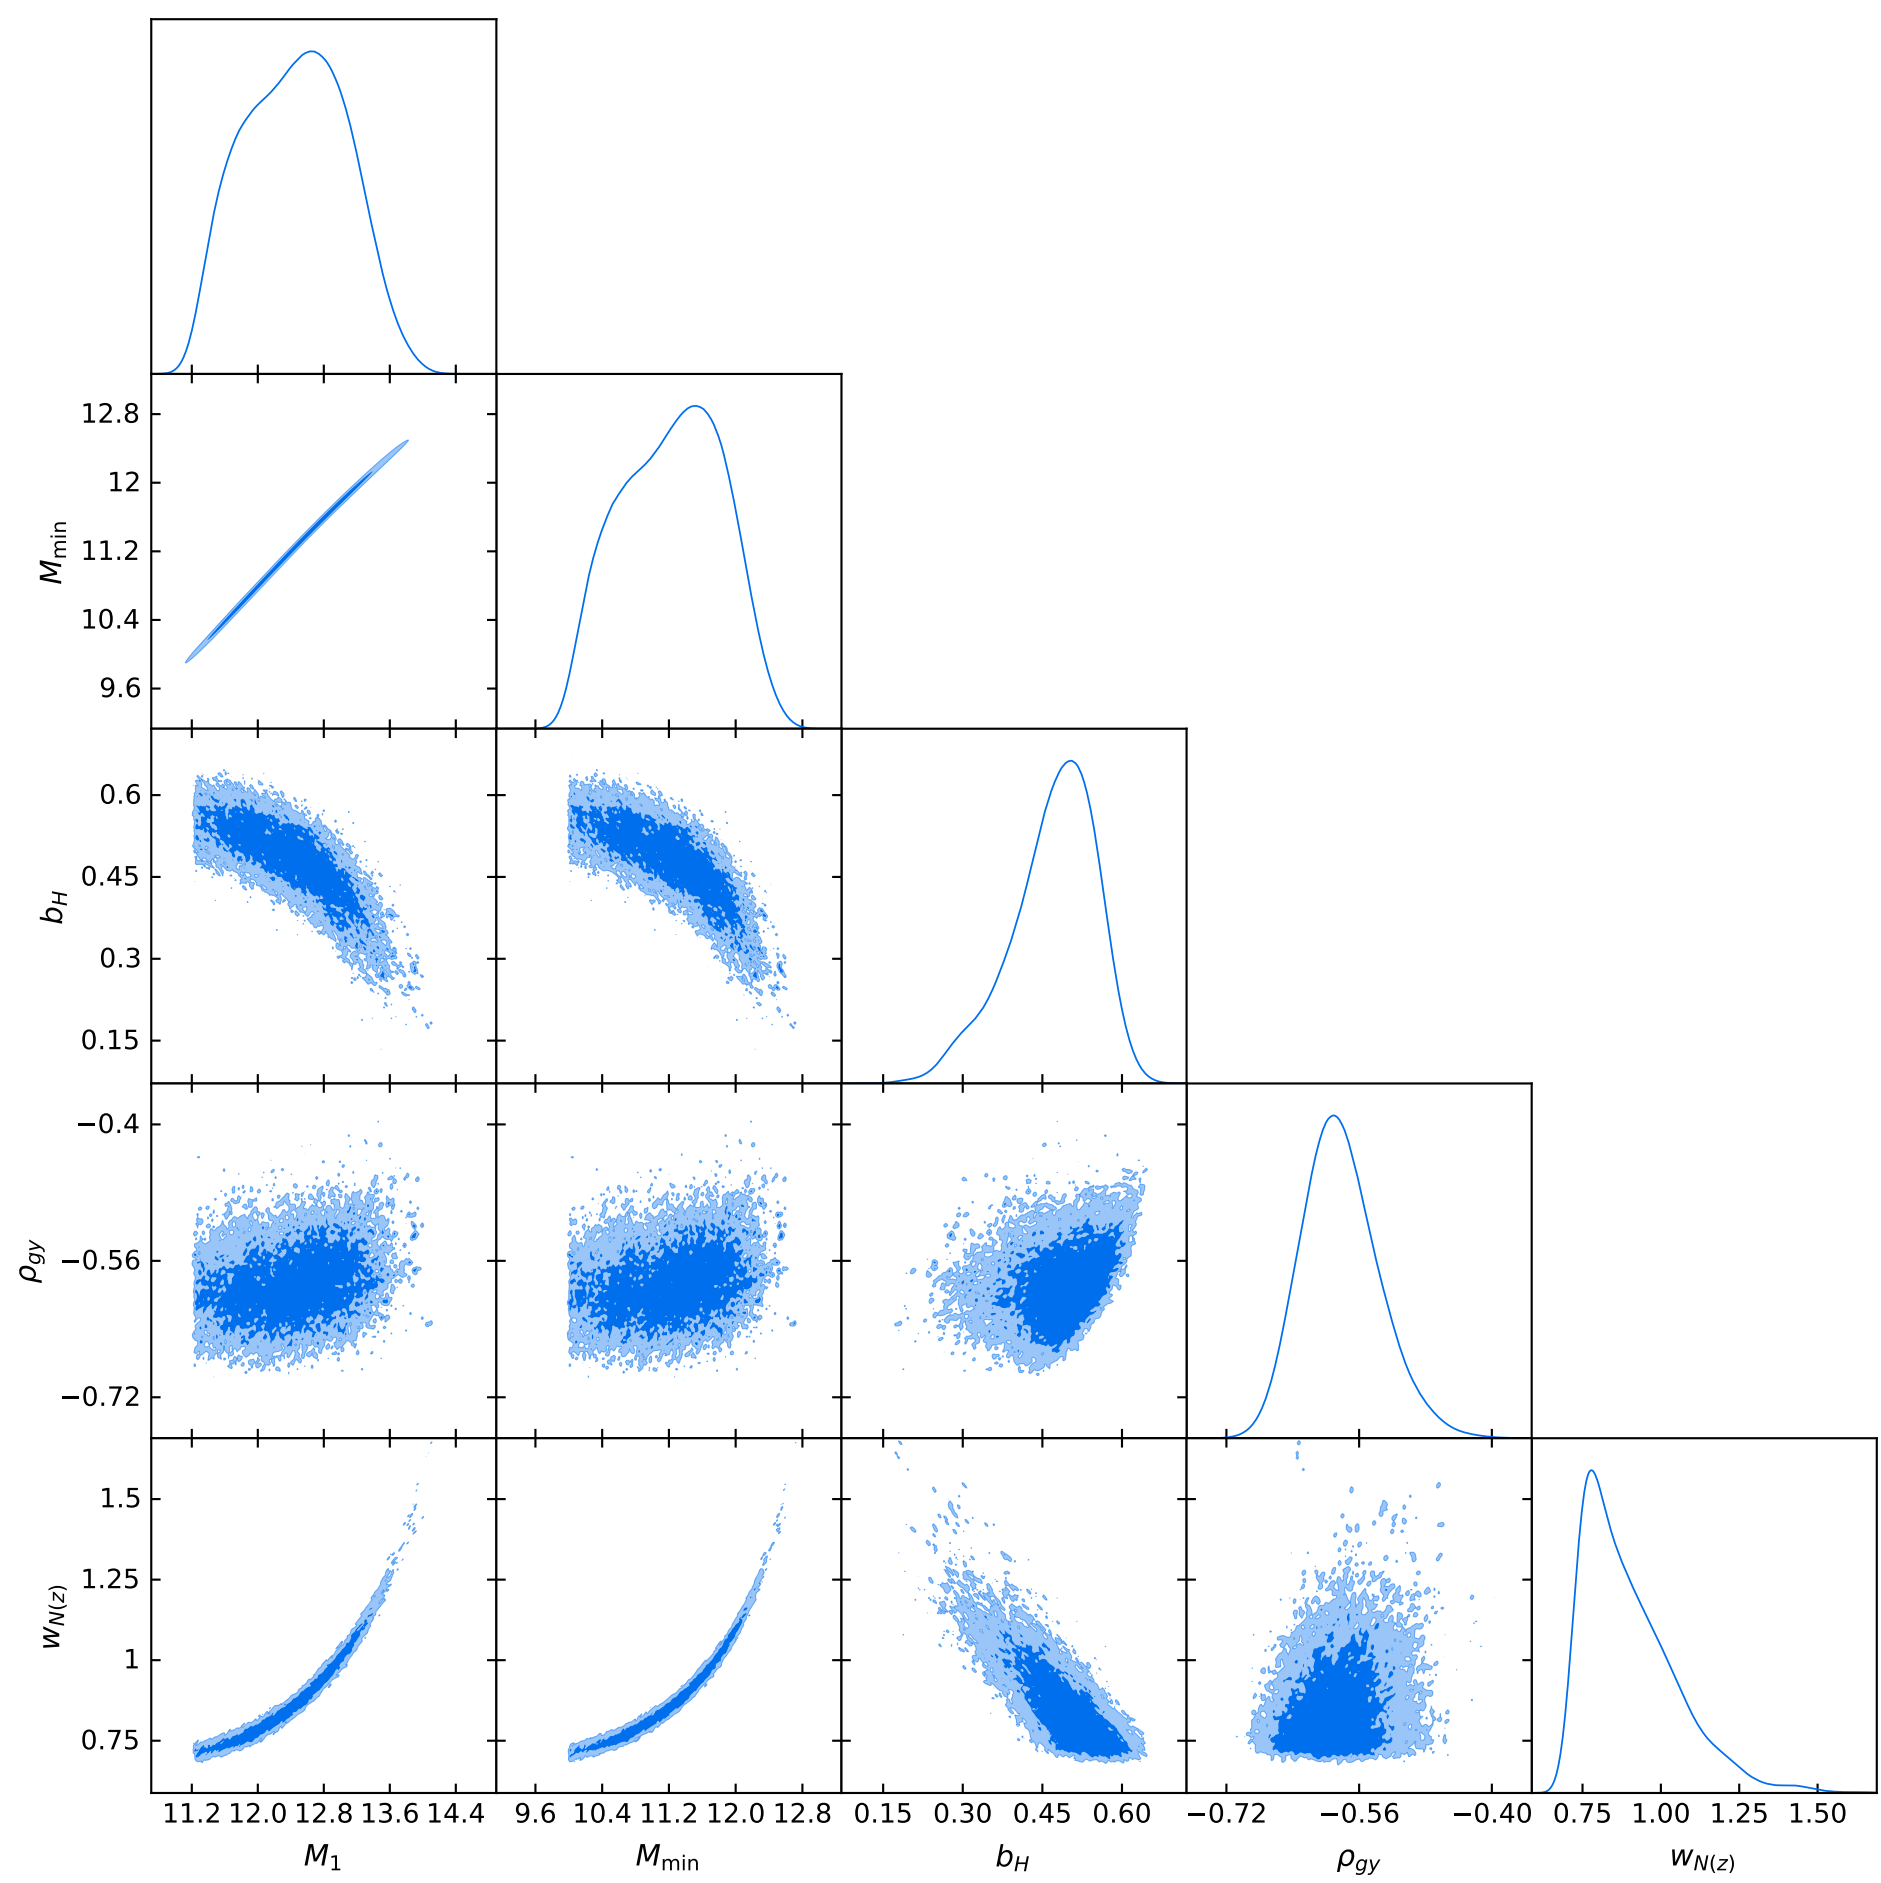 12.8
12
11.2
10.4
9.6
M_min
0.6
0.45
0.3
0.15
b_H
−0.4
−0.56
−0.72
ρ_gy
1.5
1.25
1
0.75
w_N(z)
11.2 12.0 12.8 13.6 14.4
9.6 10.4 11.2 12.0 12.8
0.15 0.30 0.45 0.60
−0.72 −0.56 −0.40
0.75 1.00 1.25 1.50
M_1
M_min
b_H
ρ_gy
w_N(z)